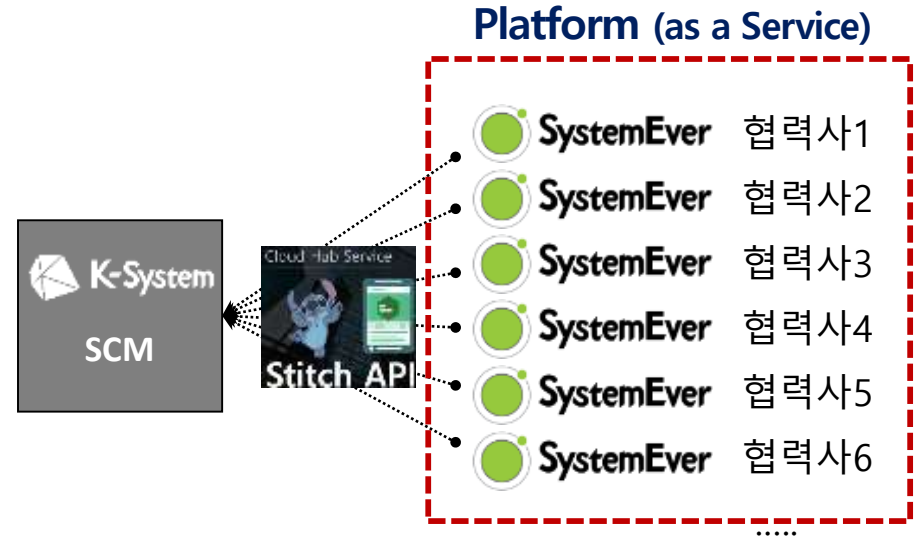 Platform (as a Service)
SystemEver 협력사1
SystemEver 협력사2
SystemEver 협력사3
SystemEver 협력사4
SystemEver 협력사5
SystemEver 협력사6
.....
K-System
SCM
Cloud Hub Service
Stitch API